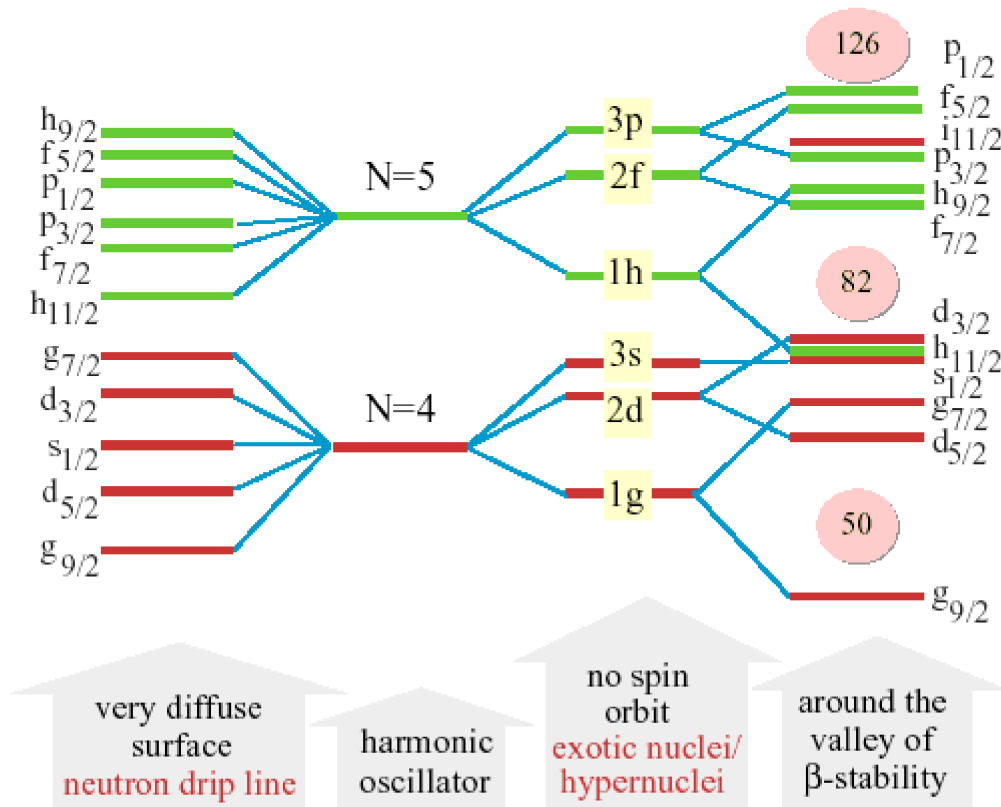 h9/2
f5/2
p1/2
p3/2
f7/2
h11/2
g7/2
d3/2
s1/2
d5/2
g9/2
N=5
N=4
3p
2f
1h
3s
2d
1g
126
p1/2
f5/2
i11/2
p3/2
h9/2
f7/2
82
d3/2
h11/2
s1/2
g7/2
d5/2
50
g9/2
very diffuse
surface
neutron drip line
harmonic
oscillator
no spin
orbit
exotic nuclei/
hypernuclei
around the
valley of
β-stability